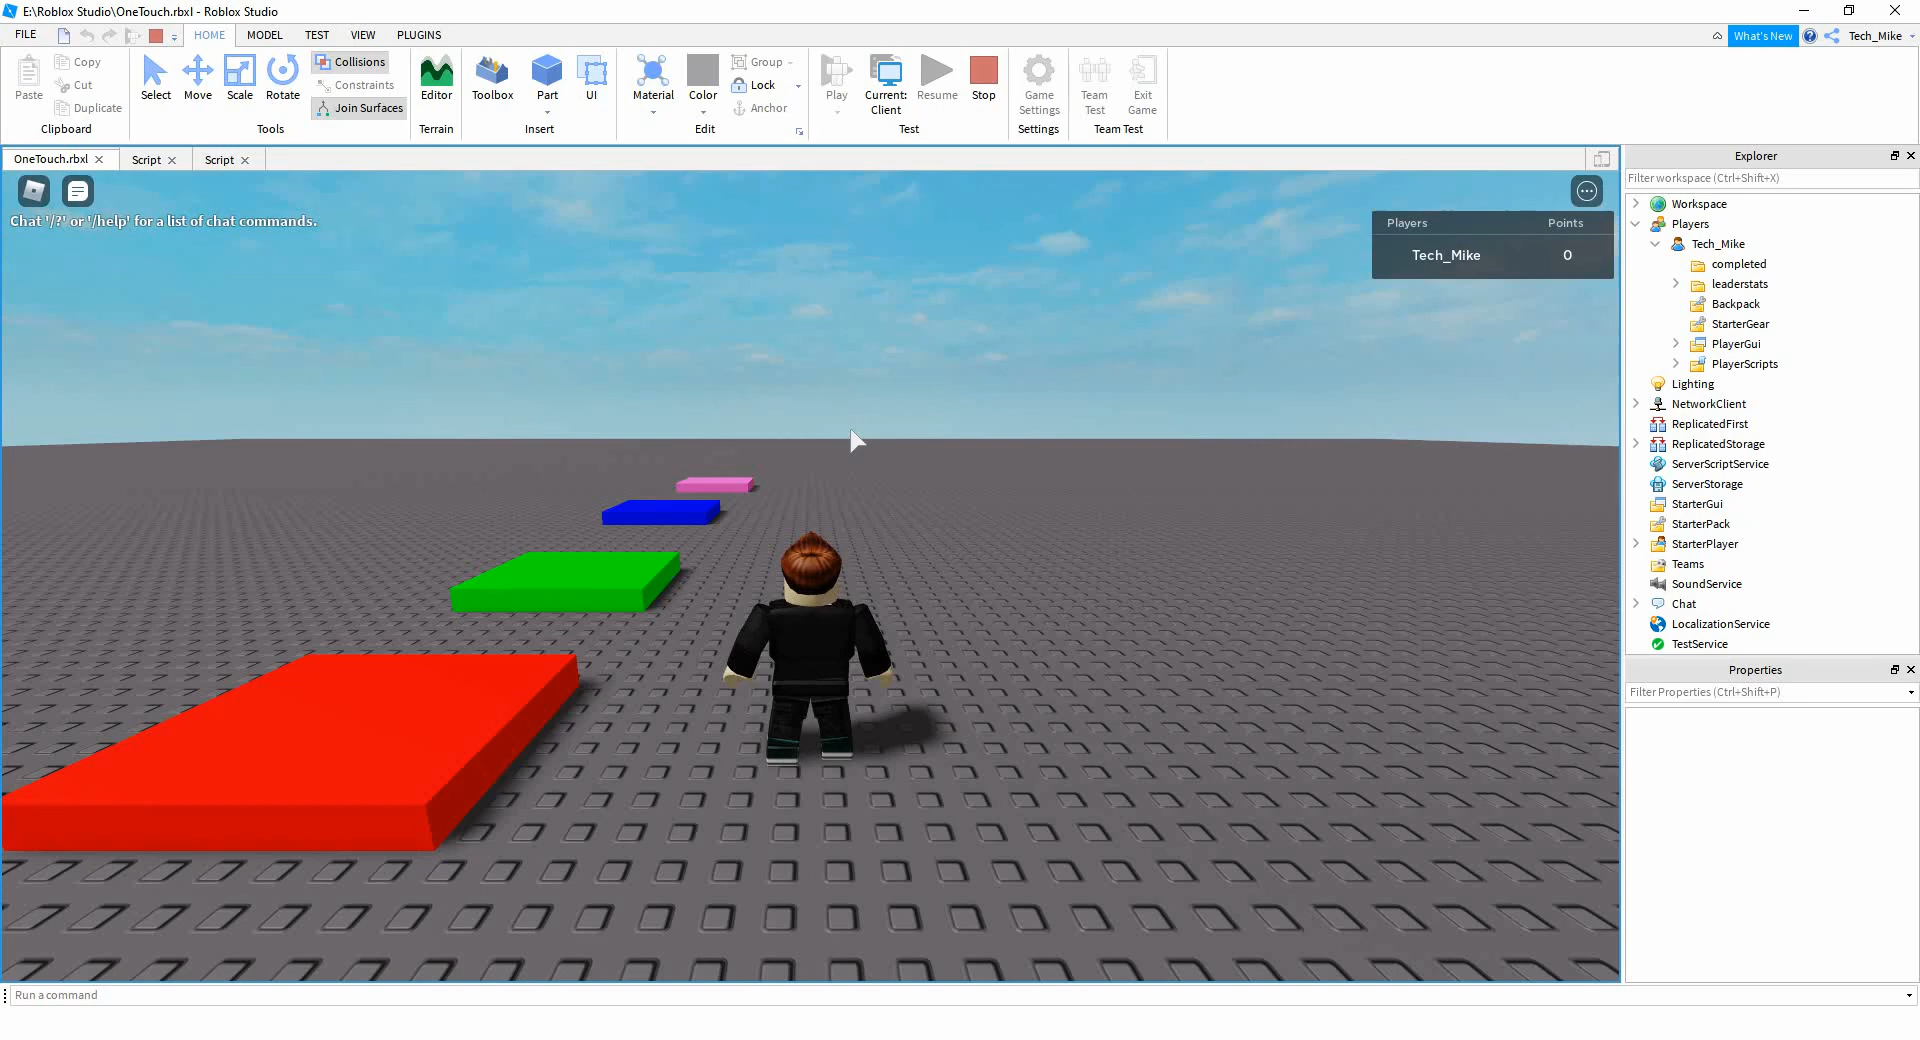 E:\Roblox Studio\OneTouch.rbxl - Roblox Studio
FILE HOME MODEL TEST VIEW PLUGINS What's New Tech_Mike
Paste Copy Cut Duplicate
Select Move Scale Rotate Collisions Constraints Join Surfaces
Editor Toolbox Part UI
Material Color Group Lock Anchor
Play Current: Client Resume Stop
Game Settings Team Test Exit Game
Clipboard Tools Terrain Insert Edit Test Settings Team Test
OneTouch.rbxl Script Script
Chat '/?' or '/help' for a list of chat commands.
Players Points
Tech_Mike 0
Explorer
Filter workspace (Ctrl+Shift+X)
Workspace
Players
Tech_Mike
completed
leaderstats
Backpack
StarterGear
PlayerGui
PlayerScripts
Lighting
NetworkClient
ReplicatedFirst
ReplicatedStorage
ServerScriptService
ServerStorage
StarterGui
StarterPack
StarterPlayer
Teams
SoundService
Chat
LocalizationService
TestService
Properties
Filter Properties (Ctrl+Shift+P)
Run a command